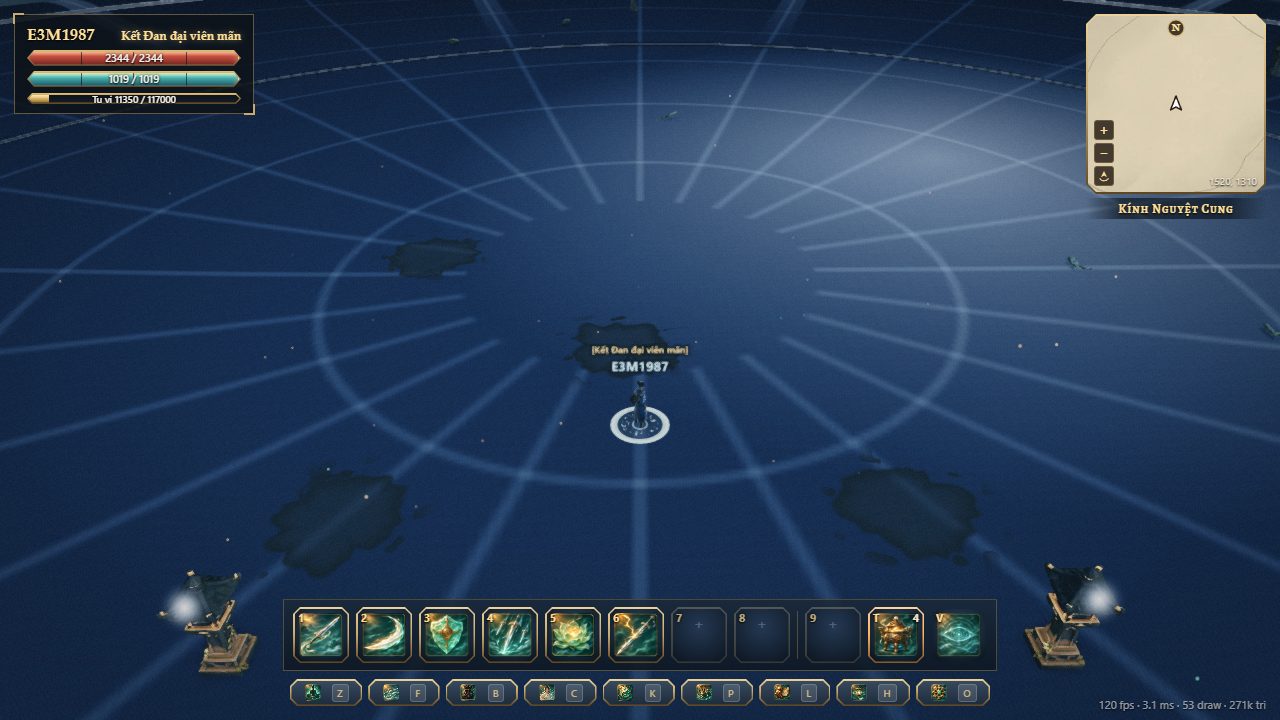 E3M1987 Kết Đan đại viên mãn
2344 / 2344
1019 / 1019
Tu vi 11350 / 117000
N
+
−
1520, 1310
Kính Nguyệt Cung
[Kết Đan đại viên mãn]
E3M1987
1 2 3 4 5 6 7 8 9 T 4 V
+ + +
Z F B C K P L H O
120 fps · 3.1 ms · 53 draw · 271k tri